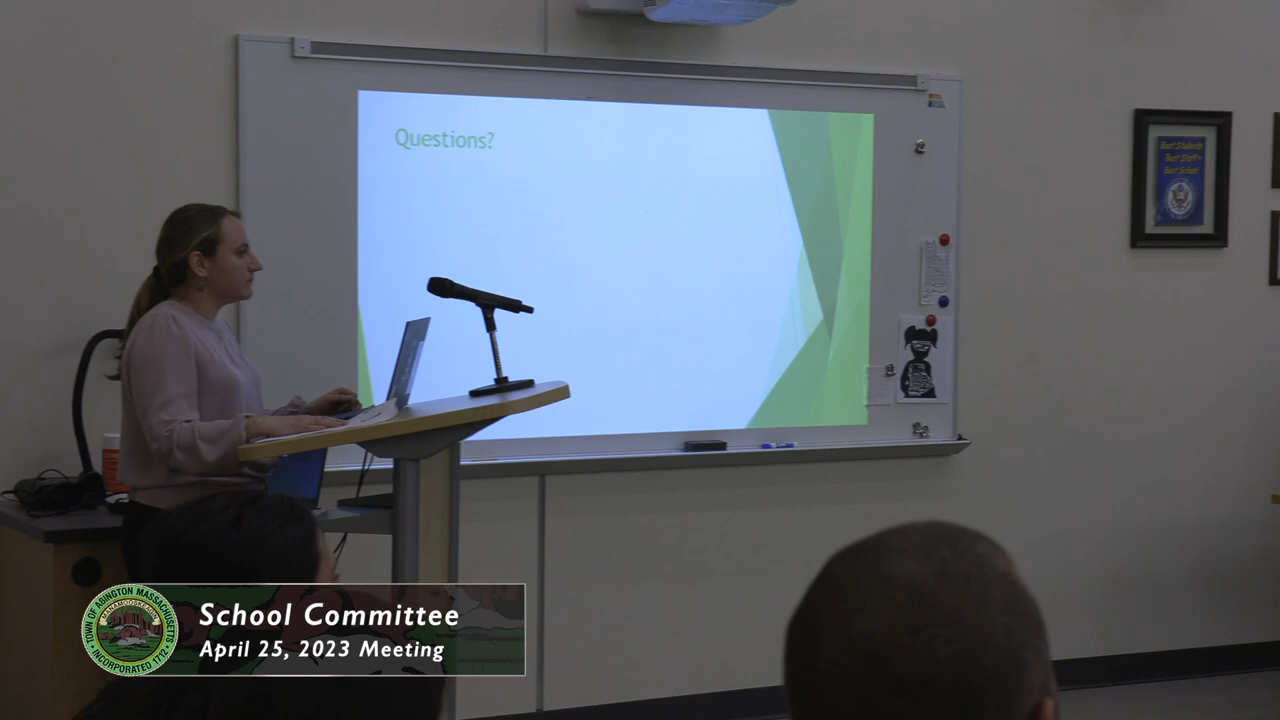 Questions?
Best Students
Best Staff
Best School
TOWN OF ABINGTON MASSACHUSETTS
MANAMOOSKEAGIN
INCORPORATED 1712
School Committee
April 25, 2023 Meeting